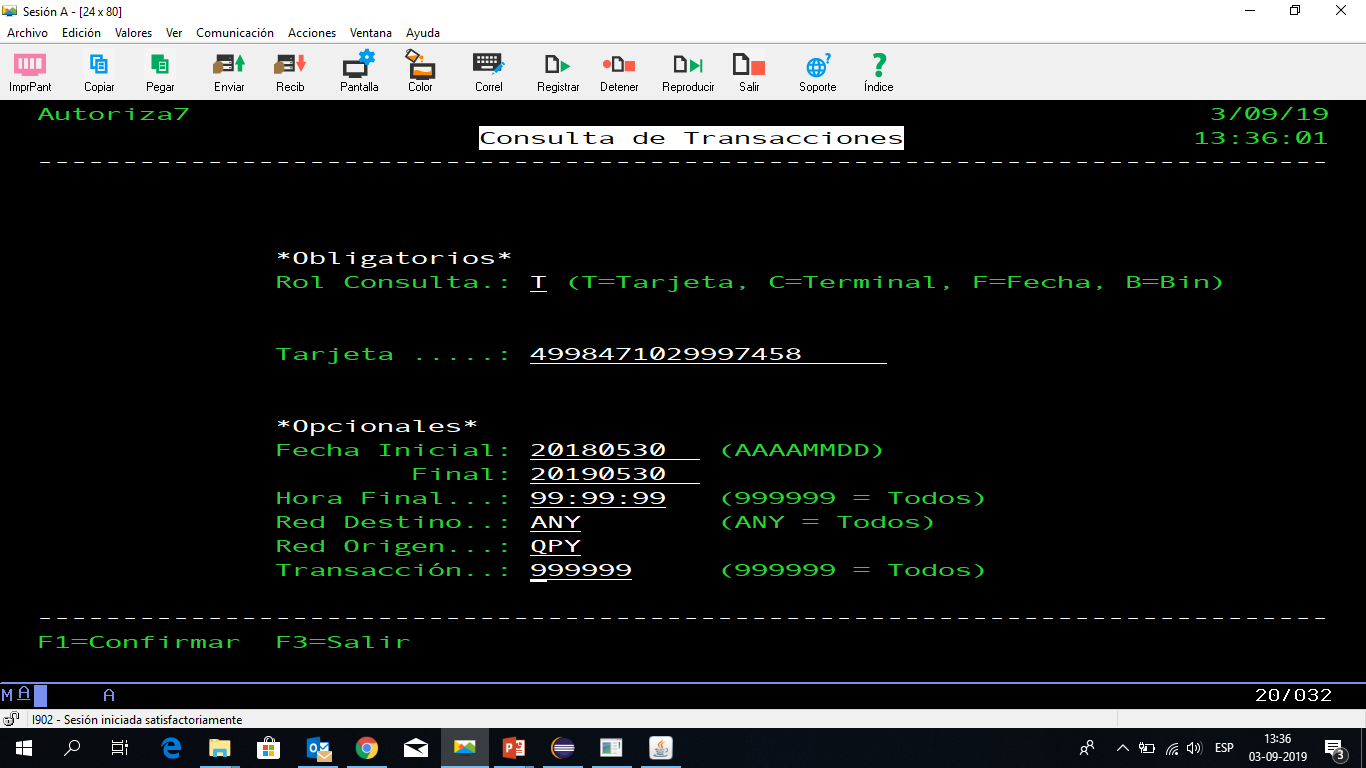 Sesión A - [24 x 80]
Archivo Edición Valores Ver Comunicación Acciones Ventana Ayuda
ImprPant Copiar Pegar Enviar Recib Pantalla Color Correl Registrar Detener Reproducir Salir Soporte Índice
Autoriza7 3/09/19
Consulta de Transacciones 13:36:01
*Obligatorios*
Rol Consulta.: T (T=Tarjeta, C=Terminal, F=Fecha, B=Bin)
Tarjeta .....: 4998471029997458
*Opcionales*
Fecha Inicial: 20180530 (AAAAMMDD)
Final: 20190530
Hora Final...: 99:99:99 (999999 = Todos)
Red Destino..: ANY (ANY = Todos)
Red Origen...: QPY
Transacción..: 999999 (999999 = Todos)
F1=Confirmar F3=Salir
MA A 20/032
I902 - Sesión iniciada satisfactoriamente
ESP 13:36
03-09-2019 3